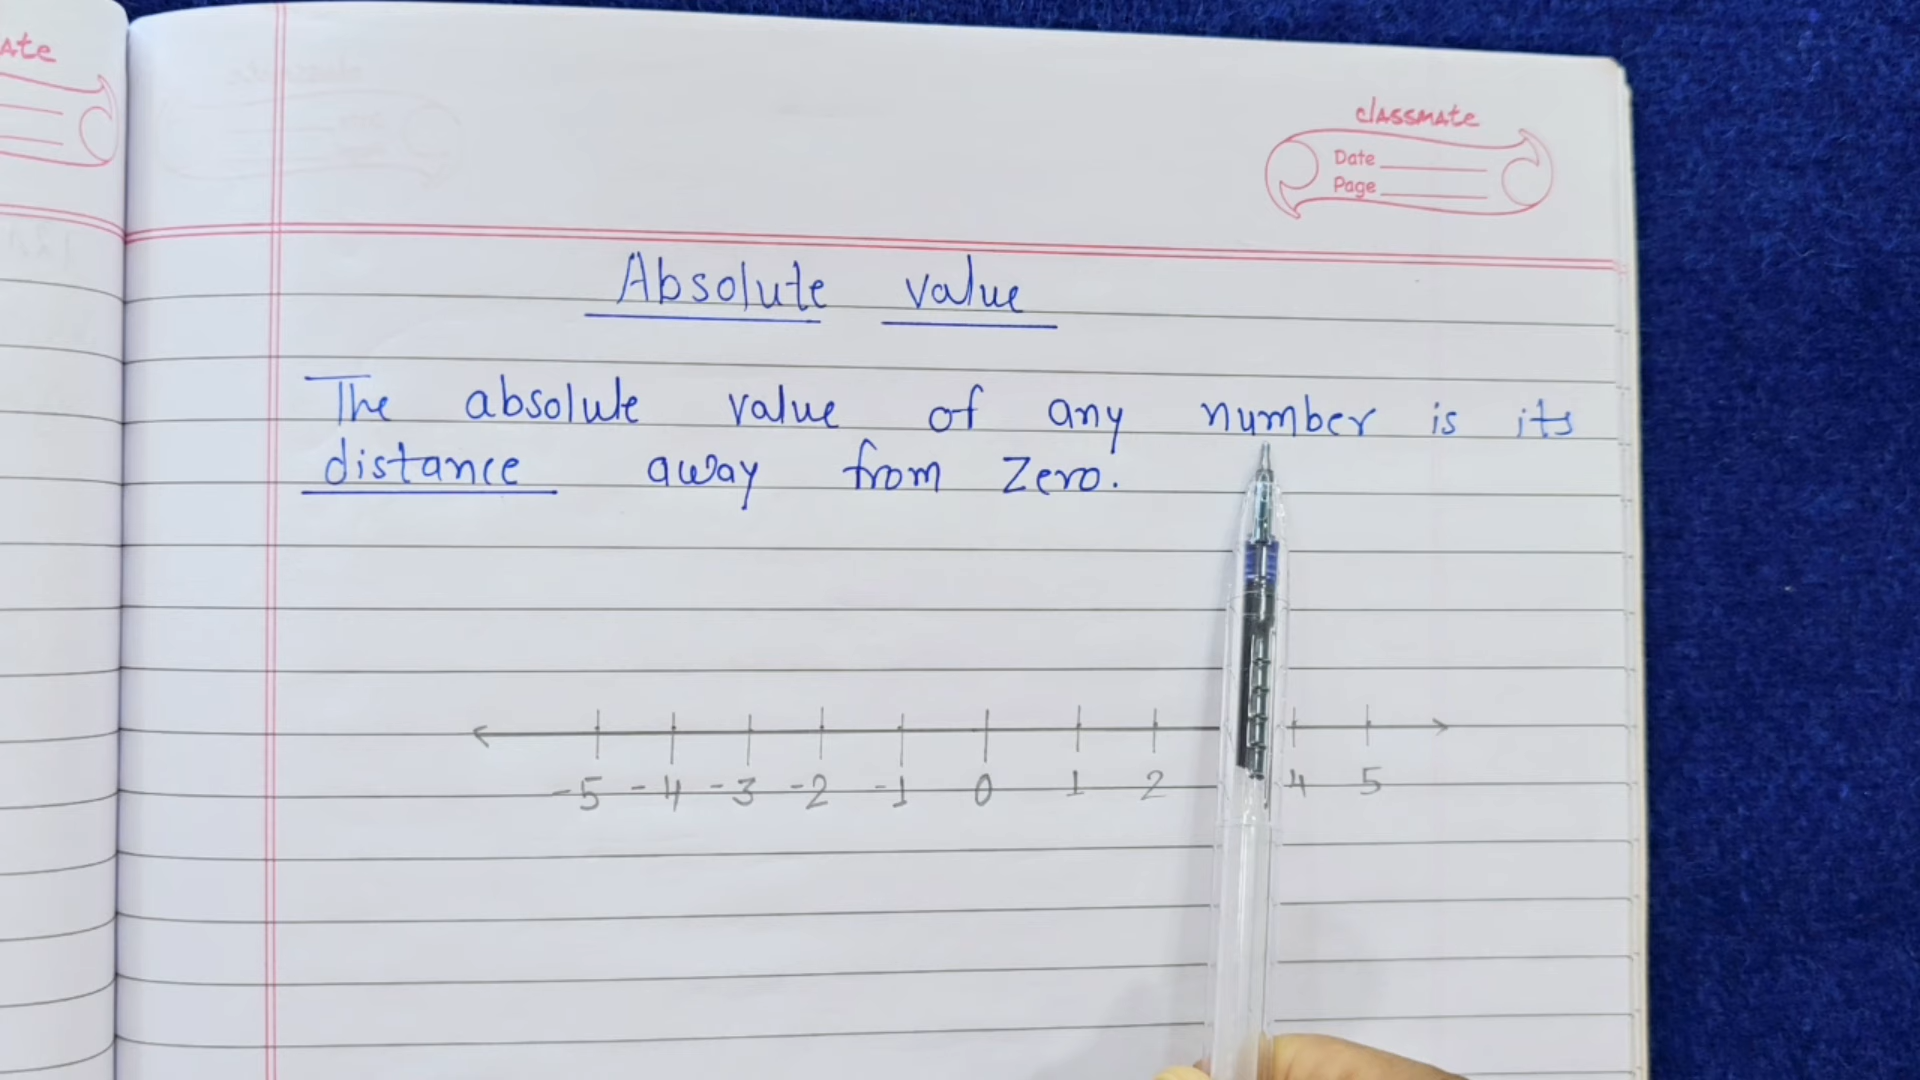 ATe
classmate
Date
Page
Absolute value
The absolute value of any number is its
distance away from zero.
-5 -4 -3 -2 -1 0 1 2 4 5